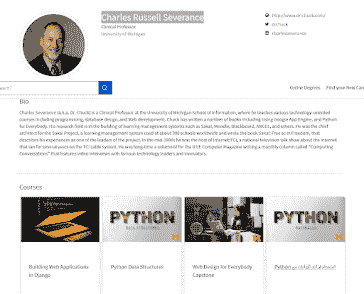 Charles Russell Severance
Clinical Professor
University of Michigan
http://www.dr-chuck.com/
drchuck
charlesseverance
Online Degrees Find your New Career
Bio
Charles Severance (a.k.a. Dr. Chuck) is a Clinical Professor at the University of Michigan School of Information, where he teaches various technology-oriented
courses including programming, database design, and Web development. Chuck has written a number of books including Using Google App Engine, and Python
for Everybody. His research field is in the building of learning management systems such as Sakai, Moodle, Blackboard, ANGEL, and others. He was the chief
architect for the Sakai Project, a learning management system used at about 300 schools worldwide and wrote the book Sakai: Free as in Freedom, that
describes his experiences as one of the leaders of the project. In the mid-1990s he was the host of Internet:TCI, a national television talk show about the Internet
that ran for several years on the TCI cable system. He was long-time a columnist for the IEEE Computer Magazine writing a monthly column called "Computing
Conversations" that features video interviews with various technology leaders and innovators.
Courses
PYTHON
DATA STRUCTURES
PYTHON
DATABASES
Building Web Applications
in Django
Python Data Structures
Web Design for Everybody
Capstone
Python